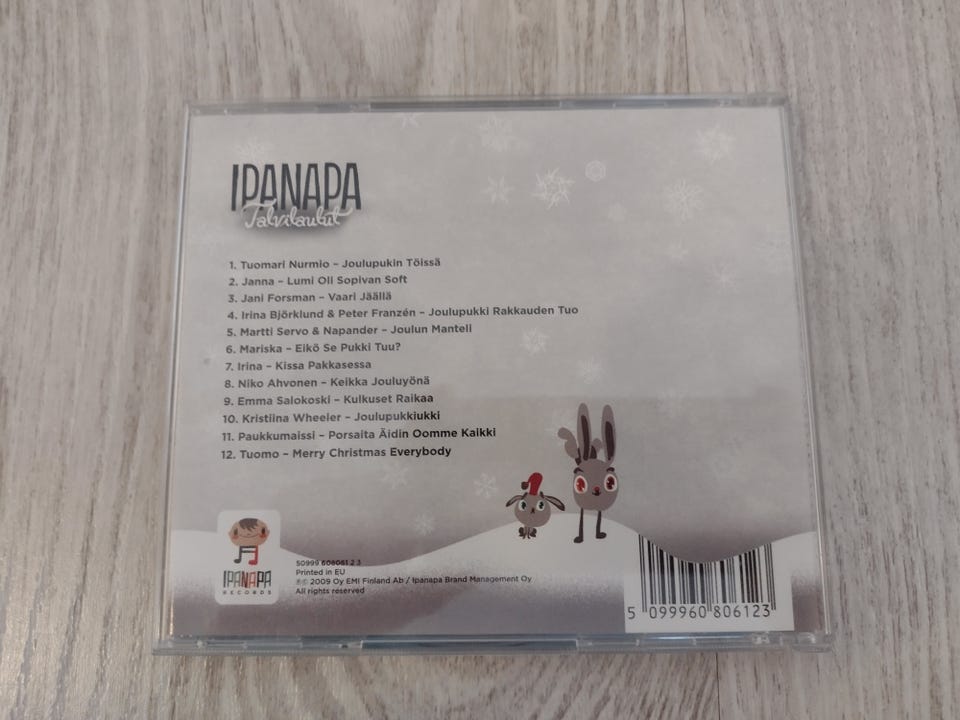 IPANAPA
Talvilaulut
1. Tuomari Nurmio – Joulupukin Töissä
2. Janna – Lumi Oli Sopivan Soft
3. Jani Forsman – Vaari Jäällä
4. Irina Björklund & Peter Franzén – Joulupukki Rakkauden Tuo
5. Martti Servo & Napander – Joulun Manteli
6. Mariska – Eikö Se Pukki Tuu?
7. Irina – Kissa Pakkasessa
8. Niko Ahvonen – Keikka Jouluyönä
9. Emma Salokoski – Kulkuset Raikaa
10. Kristiina Wheeler – Joulupukkiukki
11. Paukkumaissi – Porsaita Äidin Oomme Kaikki
12. Tuomo – Merry Christmas Everybody
IPANAPA
RECORDS
50999 608061 2 3
Printed in EU
℗© 2009 Oy EMI Finland Ab / Ipanapa Brand Management Oy
All rights reserved
5 099960 806123